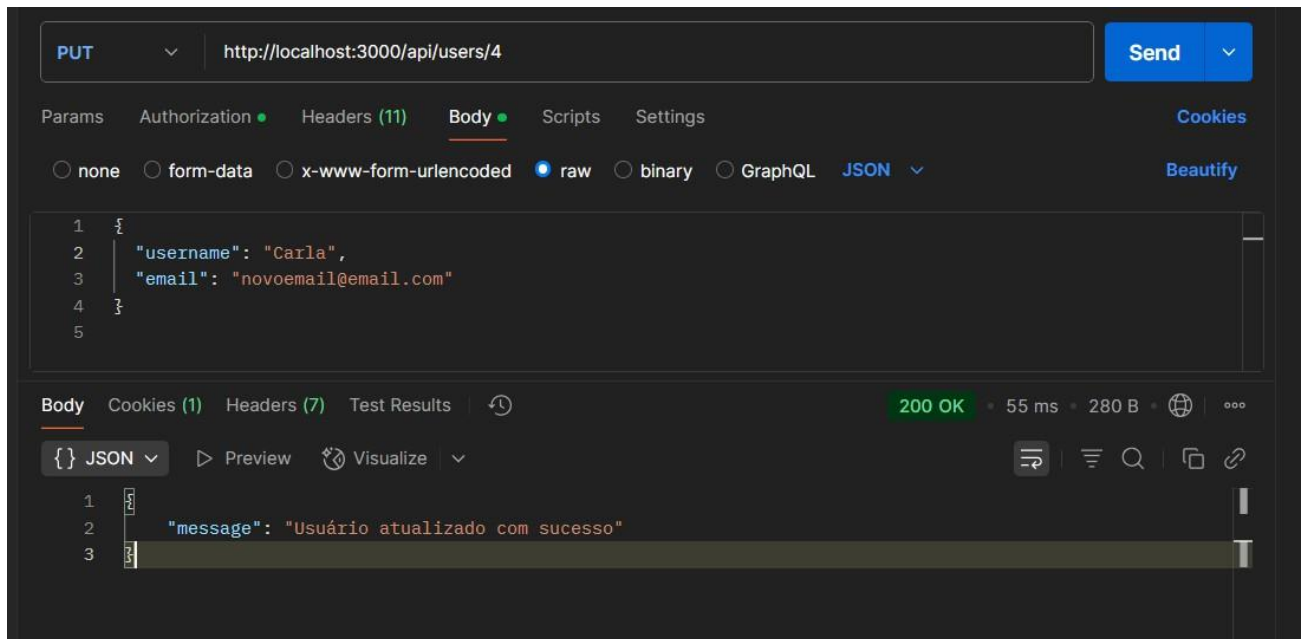 PUT http://localhost:3000/api/users/4 Send
Params Authorization Headers (11) Body Scripts Settings Cookies
none form-data x-www-form-urlencoded raw binary GraphQL JSON Beautify
1 {
2 "username": "Carla",
3 "email": "novoemail@email.com"
4 }
5
Body Cookies (1) Headers (7) Test Results 200 OK 55 ms 280 B
{} JSON Preview Visualize
1 {
2 "message": "Usuário atualizado com sucesso"
3 }